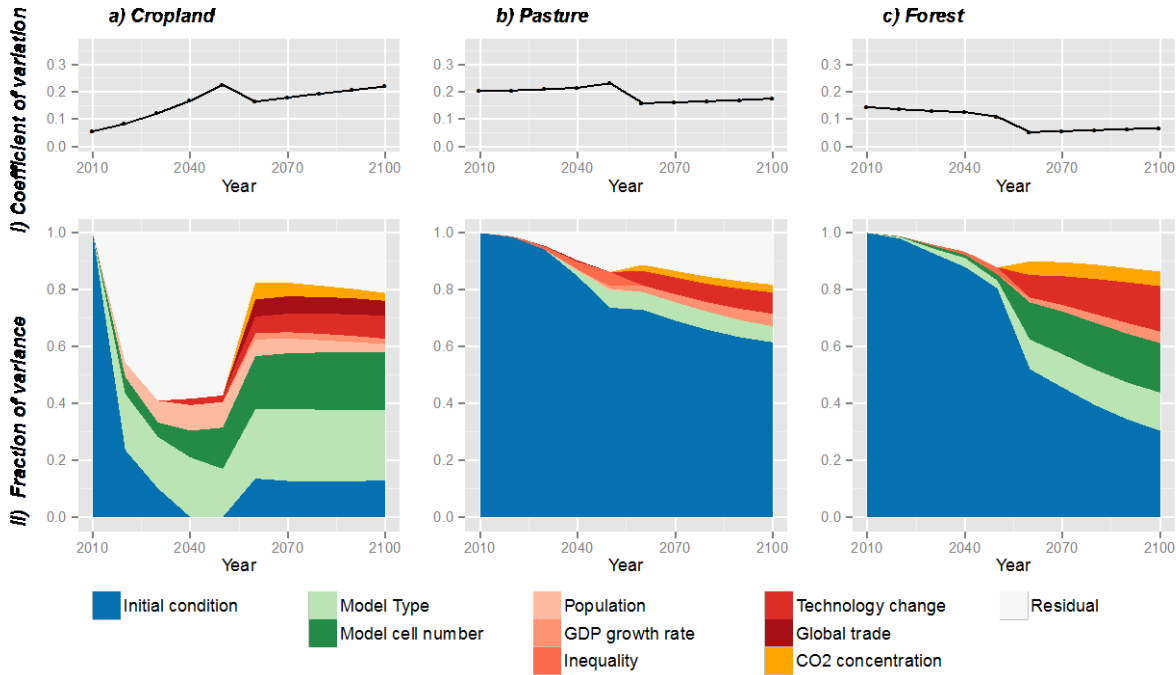 a) Cropland
b) Pasture
c) Forest
i) Coefficient of variation
0.3
0.2
0.1
0.0
2010 2040 2070 2100
Year
0.3
0.2
0.1
0.0
2010 2040 2070 2100
Year
0.3
0.2
0.1
0.0
2010 2040 2070 2100
Year
ii) Fraction of variance
1.0
0.8
0.6
0.4
0.2
0.0
2010 2040 2070 2100
Year
1.0
0.8
0.6
0.4
0.2
0.0
2010 2040 2070 2100
Year
1.0
0.8
0.6
0.4
0.2
0.0
2010 2040 2070 2100
Year
Initial condition
Model Type
Model cell number
Population
GDP growth rate
Inequality
Technology change
Global trade
CO2 concentration
Residual